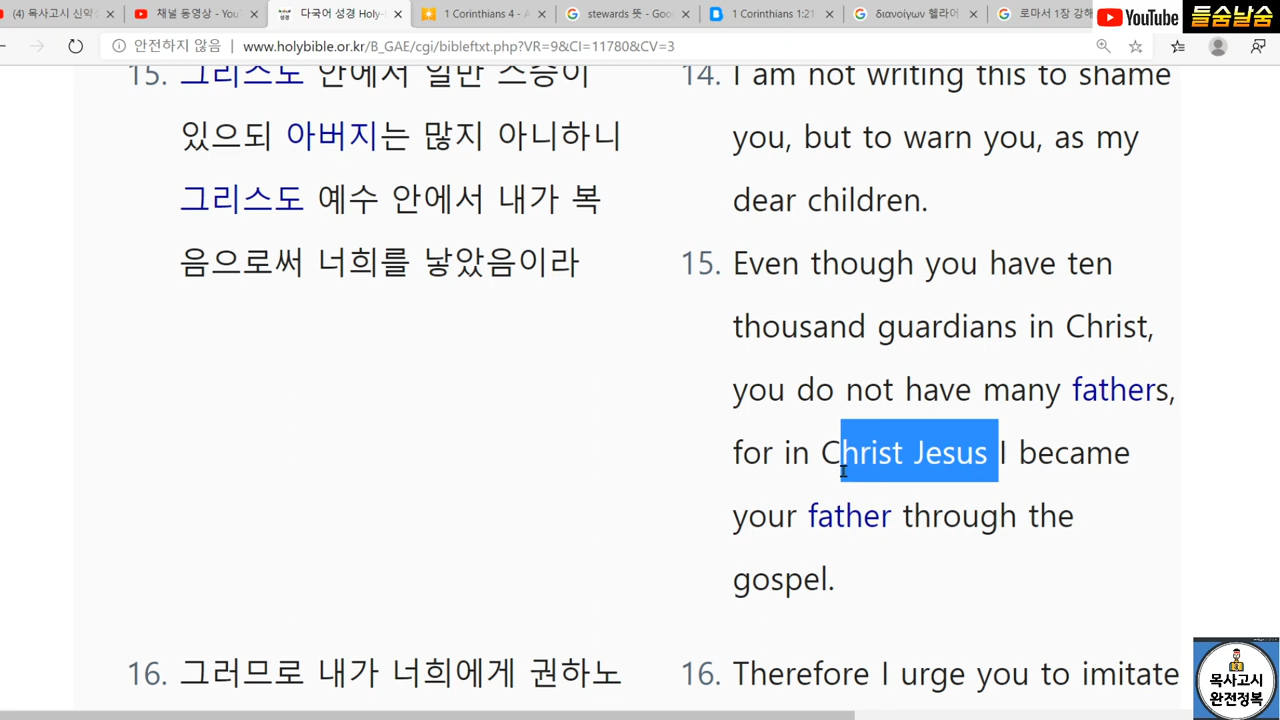 (4) 목사고시 신약
채널 동영상 - You
다국어 성경 Holy-
1 Corinthians 4 - A
stewards 뜻 - Goo
1 Corinthians 1:21
διανοίγων 헬라어
로마서 1장 강해
YouTube
들숨날숨
안전하지 않음
www.holybible.or.kr/B_GAE/cgi/bibleftxt.php?VR=9&CI=11780&CV=3
15. 그리스도 안에서 일만 스승이
있으되 아버지는 많지 아니하니
그리스도 예수 안에서 내가 복
음으로써 너희를 낳았음이라
14. I am not writing this to shame
you, but to warn you, as my
dear children.
15. Even though you have ten
thousand guardians in Christ,
you do not have many fathers,
for in Christ Jesus I became
your father through the
gospel.
16. 그러므로 내가 너희에게 권하노
16. Therefore I urge you to imitate
목사고시
완전정복